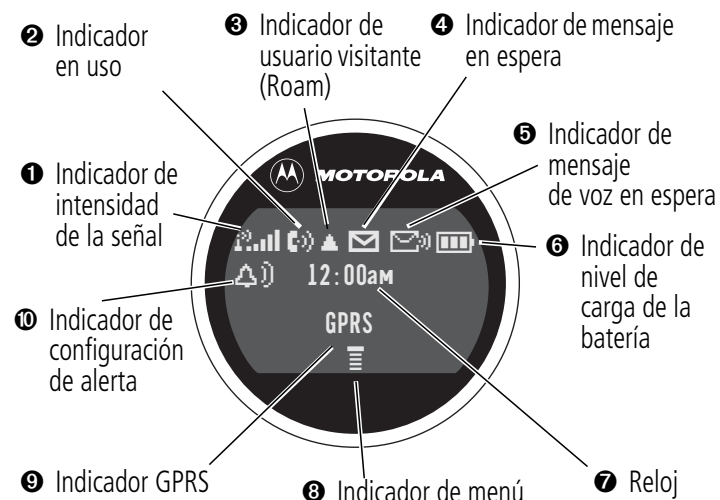 ❷ Indicador
en uso
❸ Indicador de
usuario visitante
(Roam)
❹ Indicador de mensaje
en espera
❶ Indicador de
intensidad
de la señal
❺ Indicador de
mensaje
de voz en espera
MOTOROLA
❻ Indicador de
nivel de
carga de la
batería
12:00AM
GPRS
❿ Indicador de
configuración
de alerta
❾ Indicador GPRS
❽ Indicador de menú
❼ Reloj